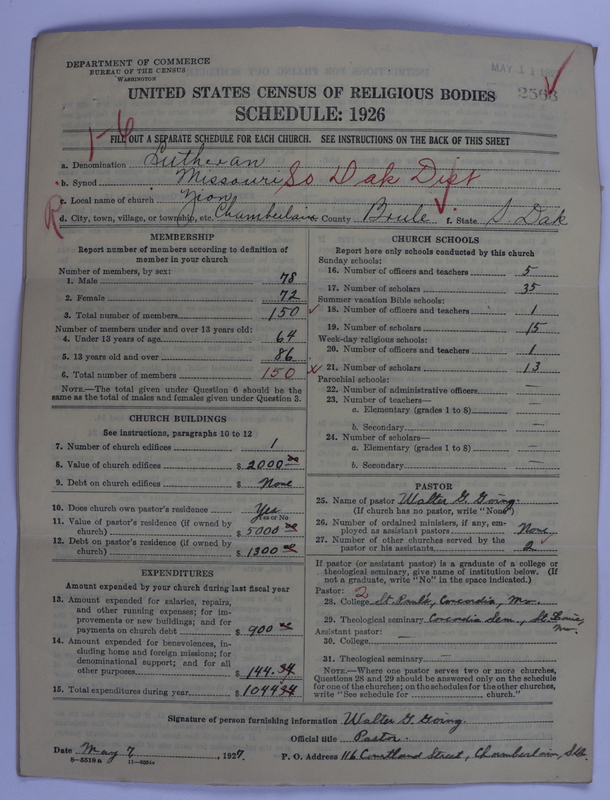 DEPARTMENT OF COMMERCE
BUREAU OF THE CENSUS
WASHINGTON
MAY 11
2593
UNITED STATES CENSUS OF RELIGIOUS BODIES
SCHEDULE: 1926
1-6
FILL OUT A SEPARATE SCHEDULE FOR EACH CHURCH. SEE INSTRUCTIONS ON THE BACK OF THIS SHEET
a. Denomination Lutheran
b. Synod Missouri So Dak Dist
c. Local name of church Zion
d. City, town, village, or township, etc. Chamberlain County Brule f. State S. Dak
R
MEMBERSHIP
Report number of members according to definition of
member in your church
Number of members, by sex:
1. Male 78
2. Female 72
3. Total number of members 150
Number of members under and over 13 years old:
4. Under 13 years of age 64
5. 13 years old and over 86
6. Total number of members 150
NOTE.—The total given under Question 6 should be
the same as the total of males and females given under Question 3.
CHURCH BUILDINGS
See instructions, paragraphs 10 to 12
7. Number of church edifices 1
8. Value of church edifices $ 2000 00
9. Debt on church edifices $ None
10. Does church own pastor's residence Yes
Yes or No
11. Value of pastor's residence (if owned by
church) $ 5000 00
12. Debt on pastor's residence (if owned by
church) $ 1300 00
EXPENDITURES
Amount expended by your church during last fiscal year
13. Amount expended for salaries, repairs,
and other running expenses; for im-
provements or new buildings; and for
payments on church debt $ 900 00
14. Amount expended for benevolences, in-
cluding home and foreign missions; for
denominational support; and for all
other purposes $ 144.34
15. Total expenditures during year $ 1044 34
CHURCH SCHOOLS
Report here only schools conducted by this church
Sunday schools:
16. Number of officers and teachers 5
17. Number of scholars 35
Summer vacation Bible schools:
18. Number of officers and teachers 1
19. Number of scholars 15
Week-day religious schools:
20. Number of officers and teachers 1
21. Number of scholars 13
Parochial schools:
22. Number of administrative officers —
23. Number of teachers—
a. Elementary (grades 1 to 8) —
b. Secondary —
24. Number of scholars—
a. Elementary (grades 1 to 8) —
b. Secondary —
PASTOR
25. Name of pastor Walter G. Going.
(If church has no pastor, write "None")
26. Number of ordained ministers, if any, em-
ployed as assistant pastors None
27. Number of other churches served by the
pastor or his assistants 2
If pastor (or assistant pastor) is a graduate of a college or
theological seminary, give name of institution below. (If
not a graduate, write "No" in the space indicated.)
Pastor: 2
28. College St. Paul's, Concordia, Mo.
29. Theological seminary Concordia Sem., St. Louis, Mo.
Assistant pastor:
30. College —
31. Theological seminary —
NOTE.—Where one pastor serves two or more churches,
Questions 28 and 29 should be answered only on the schedule
for one of the churches; on the schedules for the other churches,
write "See schedule for church."
Signature of person furnishing information Walter G. Going.
Official title Pastor.
Date May 7, 1927.
P. O. Address 116 Courtland Street, Chamberlain, S.Dk.